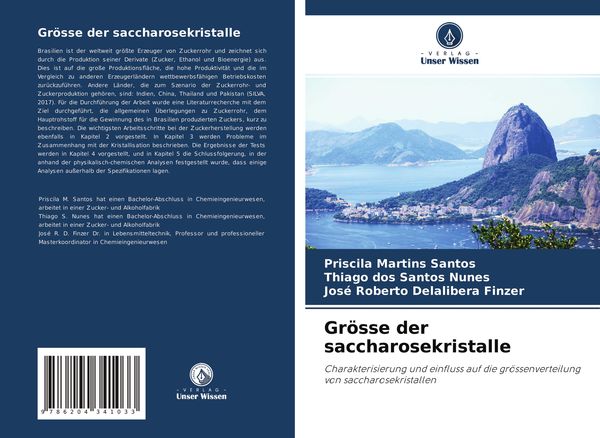 Grösse der saccharosekristalle
Brasilien ist der weltweit größte Erzeuger von Zuckerrohr und zeichnet sich
durch die Produktion seiner Derivate (Zucker, Ethanol und Bioenergie) aus.
Dies ist auf die große Produktionsfläche, die hohe Produktivität und die im
Vergleich zu anderen Erzeugerländern wettbewerbsfähigen Betriebskosten
zurückzuführen. Andere Länder, die zum Szenario der Zuckerrohr- und
Zuckerproduktion gehören, sind: Indien, China, Thailand und Pakistan (SILVA,
2017). Für die Durchführung der Arbeit wurde eine Literaturrecherche mit dem
Ziel durchgeführt, die allgemeinen Überlegungen zu Zuckerrohr, dem
Hauptrohstoff für die Gewinnung des in Brasilien produzierten Zuckers, kurz zu
beschreiben. Die wichtigsten Arbeitsschritte bei der Zuckerherstellung werden
ebenfalls in Kapitel 2 vorgestellt. In Kapitel 3 werden Probleme im
Zusammenhang mit der Kristallisation beschrieben. Die Ergebnisse der Tests
werden in Kapitel 4 vorgestellt, und in Kapitel 5 die Schlussfolgerung, in der
anhand der physikalisch-chemischen Analysen festgestellt wurde, dass einige
Analysen außerhalb der Spezifikationen lagen.
Priscila M. Santos hat einen Bachelor-Abschluss in Chemieingenieurwesen,
arbeitet in einer Zucker- und Alkoholfabrik
Thiago S. Nunes hat einen Bachelor-Abschluss in Chemieingenieurwesen,
arbeitet in einer Zucker- und Alkoholfabrik
José R. D. Finzer Dr. in Lebensmitteltechnik, Professor und professioneller
Masterkoordinator in Chemieingenieurwesen
9 786204 341033
- VERLAG -
Unser Wissen
- VERLAG -
Unser Wissen
Priscila Martins Santos
Thiago dos Santos Nunes
José Roberto Delalibera Finzer
Grösse der
saccharosekristalle
Charakterisierung und einfluss auf die grössenverteilung
von saccharosekristallen